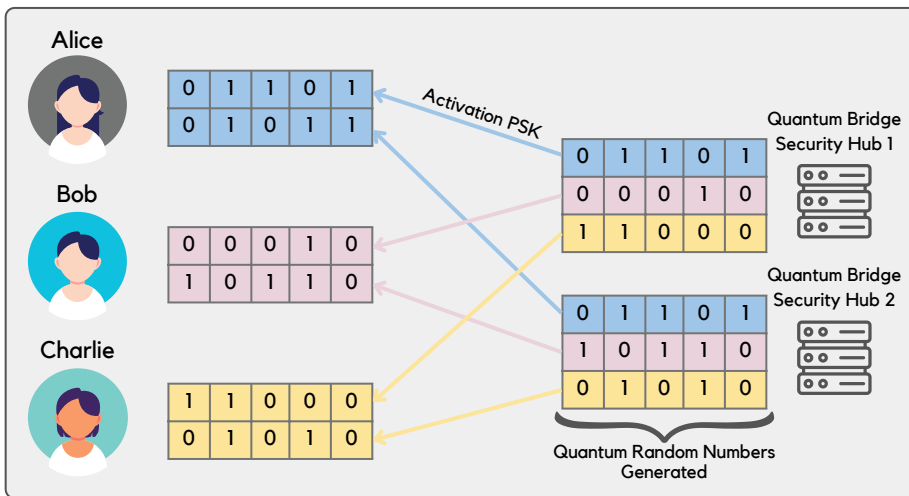 Alice
0 1 1 0 1
0 1 0 1 1
Bob
0 0 0 1 0
1 0 1 1 0
Charlie
1 1 0 0 0
0 1 0 1 0
Activation PSK
0 1 1 0 1
0 0 0 1 0
1 1 0 0 0
Quantum Bridge
Security Hub 1
0 1 1 0 1
1 0 1 1 0
0 1 0 1 0
Quantum Bridge
Security Hub 2
Quantum Random Numbers
Generated